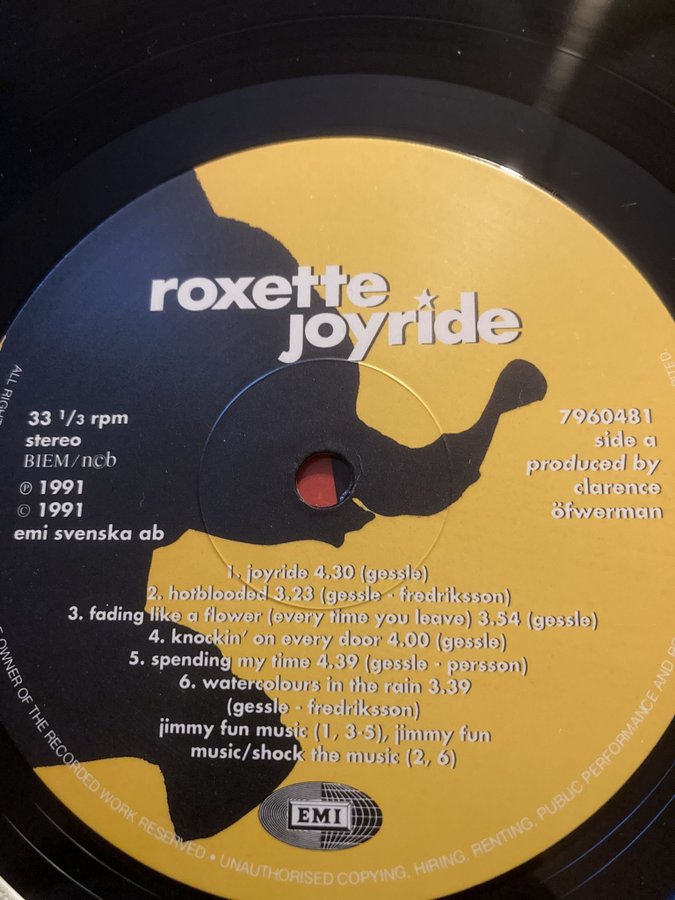 roxette
joyride
33 1/3 rpm
stereo
BIEM/ncb
℗ 1991
© 1991
emi svenska ab
7960481
side a
produced by
clarence
öfwerman
1. joyride 4.30 (gessle)
2. hotblooded 3.23 (gessle - fredriksson)
3. fading like a flower (every time you leave) 3.54 (gessle)
4. knockin' on every door 4.00 (gessle)
5. spending my time 4.39 (gessle - persson)
6. watercolours in the rain 3.39
(gessle - fredriksson)
jimmy fun music (1, 3-5), jimmy fun
music/shock the music (2, 6)
EMI
ALL
OWNER OF THE RECORDED WORK RESERVED • UNAUTHORISED COPYING, HIRING, RENTING, PUBLIC PERFORMANCE AND